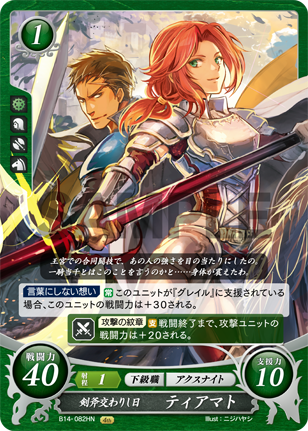 1
王宮での合同闘技で、あの人の強さを目の当たりにしたの。
一騎当千とはこのことを言うのかと……身体が震えたわ。
言葉にしない想い 常 このユニットが『グレイル』に支援されている
場合、このユニットの戦闘力は+30される。
攻撃の紋章 支 戦闘終了まで、攻撃ユニットの
戦闘力は+20される。
戦闘力 40
射程 1 下級職 アクスナイト
支援力 10
剣斧交わりし日 ティアマト
B14-082HN
Illust：ニジハヤシ